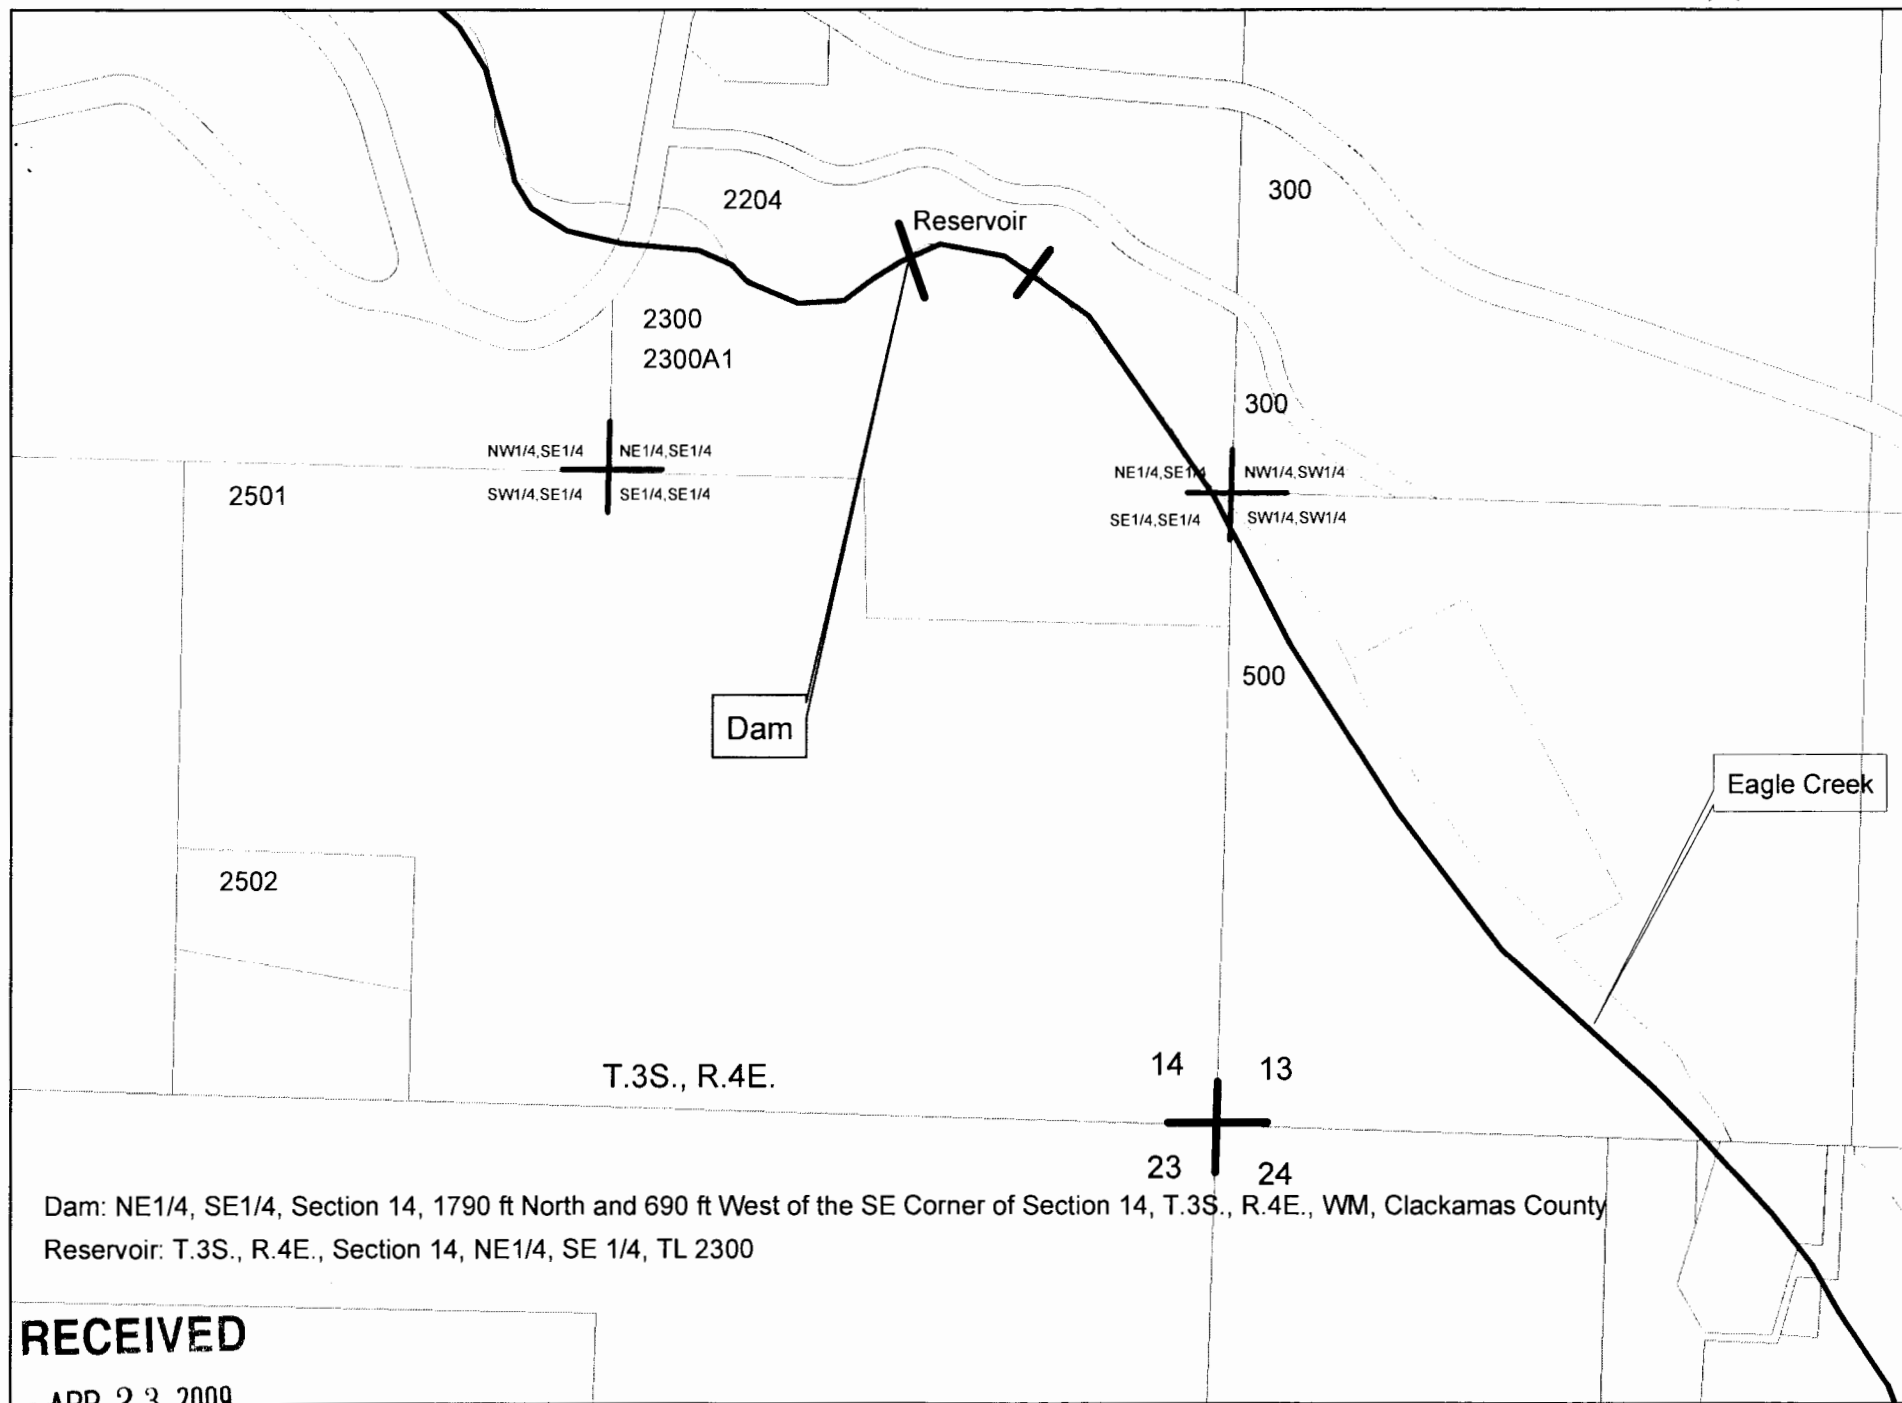 2204
Reservoir
300
2300
2300A1
300
NW1/4,SE1/4 NE1/4,SE1/4
SW1/4,SE1/4 SE1/4,SE1/4
NE1/4,SE1/4 NW1/4,SW1/4
SE1/4,SE1/4 SW1/4,SW1/4
2501
500
Dam
Eagle Creek
2502
T.3S., R.4E.
14 13
23 24
Dam: NE1/4, SE1/4, Section 14, 1790 ft North and 690 ft West of the SE Corner of Section 14, T.3S., R.4E., WM, Clackamas County
Reservoir: T.3S., R.4E., Section 14, NE1/4, SE 1/4, TL 2300
RECEIVED
APR 23 2009